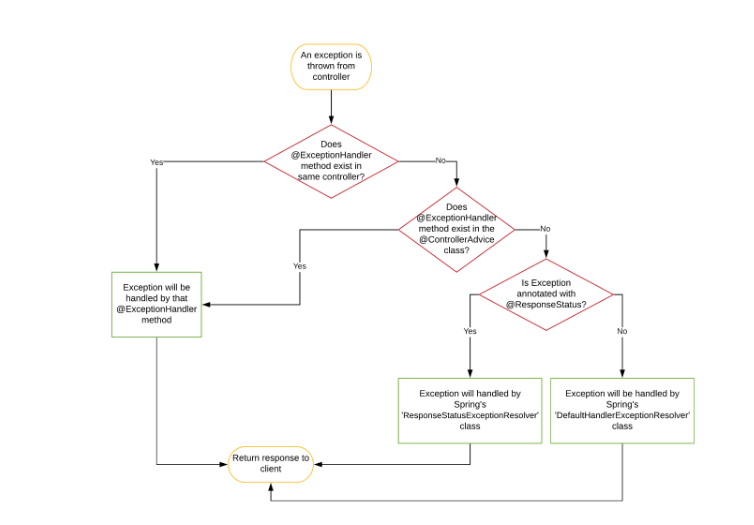 An exception is
thrown from
controller
Does
@ExceptionHandler
method exist in
same controller?
Yes
No
Does
@ExceptionHandler
method exist in the
@ControllerAdvice
class?
Yes
No
Is Exception
annotated with
@ResponseStatus?
Yes
No
Exception will be
handled by that
@ExceptionHandler
method
Exception will handled by
Spring's
'ResponseStatusExceptionResolver'
class
Exception will be handled by
Spring's
'DefaultHandlerExceptionResolver'
class
Return response to
client